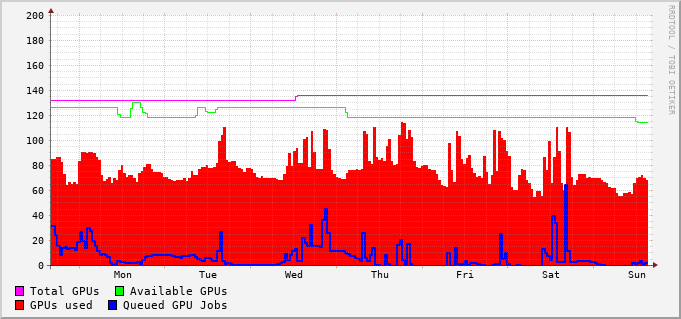 200
180
160
140
120
100
80
60
40
20
0
Mon Tue Wed Thu Fri Sat Sun
Total GPUs Available GPUs
GPUs used Queued GPU Jobs
RRDTOOL / TOBI OETIKER